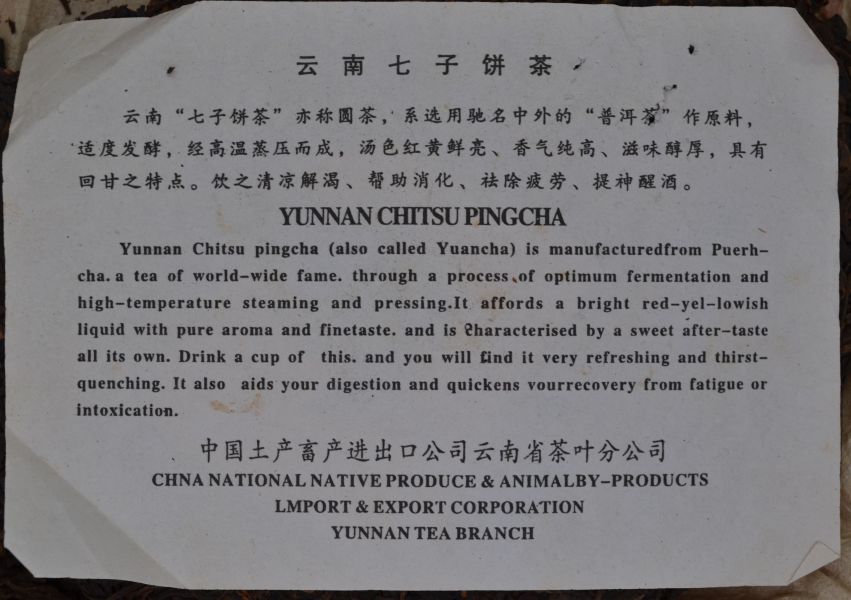 云南七子饼茶
云南“七子饼茶”亦称圆茶，系选用驰名中外的“普洱茶”作原料，
适度发酵，经高温蒸压而成，汤色红黄鲜亮、香气纯高、滋味醇厚，具有
回甘之特点。饮之清凉解渴、帮助消化、祛除疲劳、提神醒酒。
YUNNAN CHITSU PINGCHA
Yunnan Chitsu pingcha (also called Yuancha) is manufacturedfrom Puerh-
cha. a tea of world-wide fame. through a process of optimum fermentation and
high-temperature steaming and pressing.It affords a bright red-yel-lowish
liquid with pure aroma and finetaste. and is characterised by a sweet after-taste
all its own. Drink a cup of this. and you will find it very refreshing and thirst-
quenching. It also aids your digestion and quickens vourrecovery from fatigue or
intoxication.
中国土产畜产进出口公司云南省茶叶分公司
CHNA NATIONAL NATIVE PRODUCE & ANIMALBY-PRODUCTS
LMPORT & EXPORT CORPORATION
YUNNAN TEA BRANCH